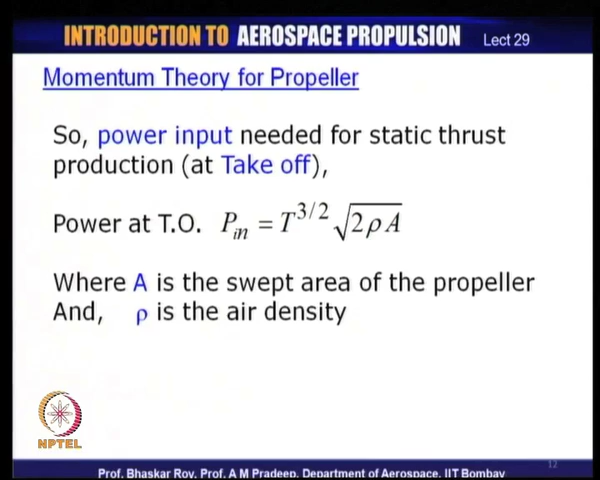 INTRODUCTION TO AEROSPACE PROPULSION Lect 29
Momentum Theory for Propeller
So, power input needed for static thrust
production (at Take off),
Power at T.O. P_in = T^{3/2} √(2ρA)
Where A is the swept area of the propeller
And, ρ is the air density
NPTEL
12
Prof. Bhaskar Roy, Prof. A M Pradeep, Department of Aerospace, IIT Bombay